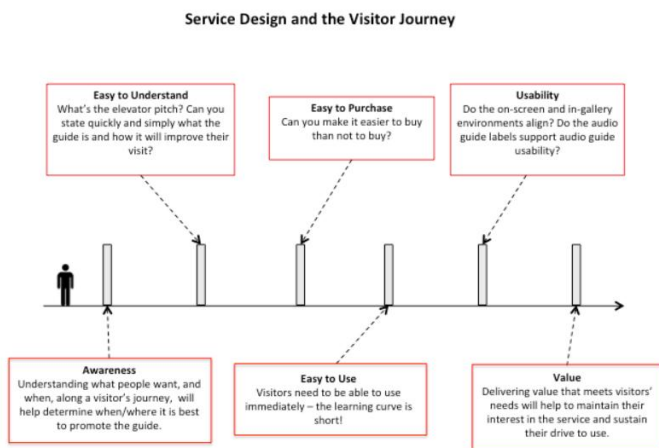 Service Design and the Visitor Journey
Easy to Understand
What's the elevator pitch? Can you
state quickly and simply what the
guide is and how it will improve their
visit?
Easy to Purchase
Can you make it easier to buy
than not to buy?
Usability
Do the on-screen and in-gallery
environments align? Do the audio
guide labels support audio guide
usability?
Awareness
Understanding what people want, and
when, along a visitor's journey, will
help determine when/where it is best
to promote the guide.
Easy to Use
Visitors need to be able to use
immediately – the learning curve is
short!
Value
Delivering value that meets visitors'
needs will help to maintain their
interest in the service and sustain
their drive to use.